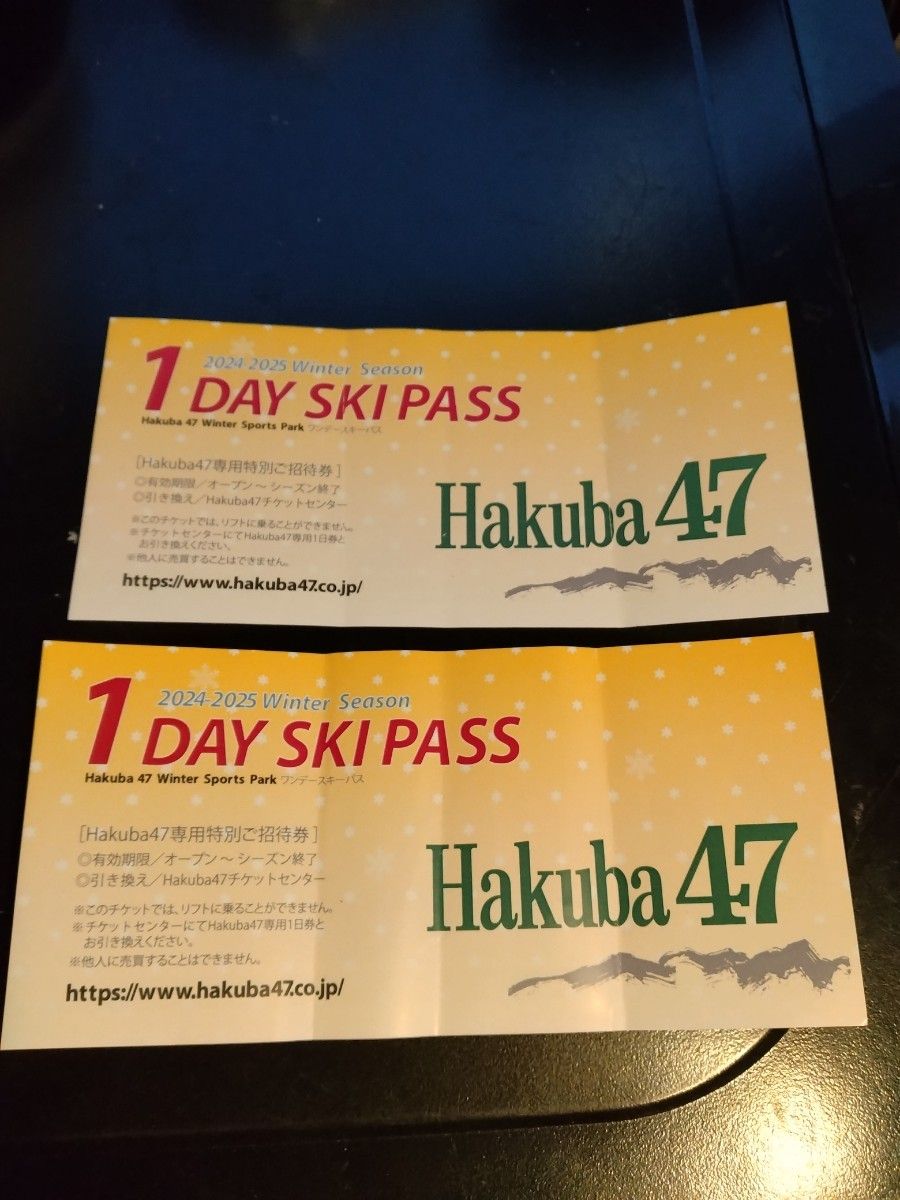 2024-2025 Winter Season
1 DAY SKI PASS
Hakuba 47 Winter Sports Park ワンデースキーパス
[Hakuba47専用特別ご招待券]
◎有効期限／オープン〜シーズン終了
◎引き換え／Hakuba47チケットセンター
※このチケットでは、リフトに乗ることができません。
※チケットセンターにてHakuba47専用1日券と
お引き換えください。
※他人に売買することはできません。
https://www.hakuba47.co.jp/
Hakuba 47
2024-2025 Winter Season
1 DAY SKI PASS
Hakuba 47 Winter Sports Park ワンデースキーパス
[Hakuba47専用特別ご招待券]
◎有効期限／オープン〜シーズン終了
◎引き換え／Hakuba47チケットセンター
※このチケットでは、リフトに乗ることができません。
※チケットセンターにてHakuba47専用1日券と
お引き換えください。
※他人に売買することはできません。
https://www.hakuba47.co.jp/
Hakuba 47